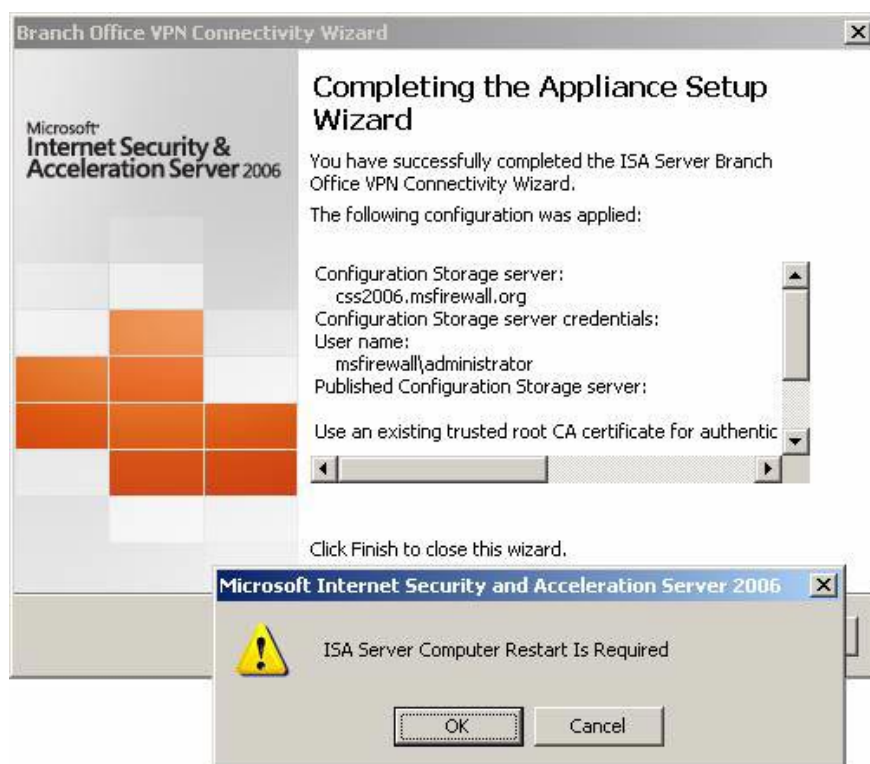 Branch Office VPN Connectivity Wizard
Microsoft
Internet Security &
Acceleration Server 2006
Completing the Appliance Setup
Wizard
You have successfully completed the ISA Server Branch
Office VPN Connectivity Wizard.
The following configuration was applied:
Configuration Storage server:
css2006.msfirewall.org
Configuration Storage server credentials:
User name:
msfirewall\administrator
Published Configuration Storage server:
Use an existing trusted root CA certificate for authentic
Click Finish to close this wizard.
Microsoft Internet Security and Acceleration Server 2006
ISA Server Computer Restart Is Required
OK
Cancel